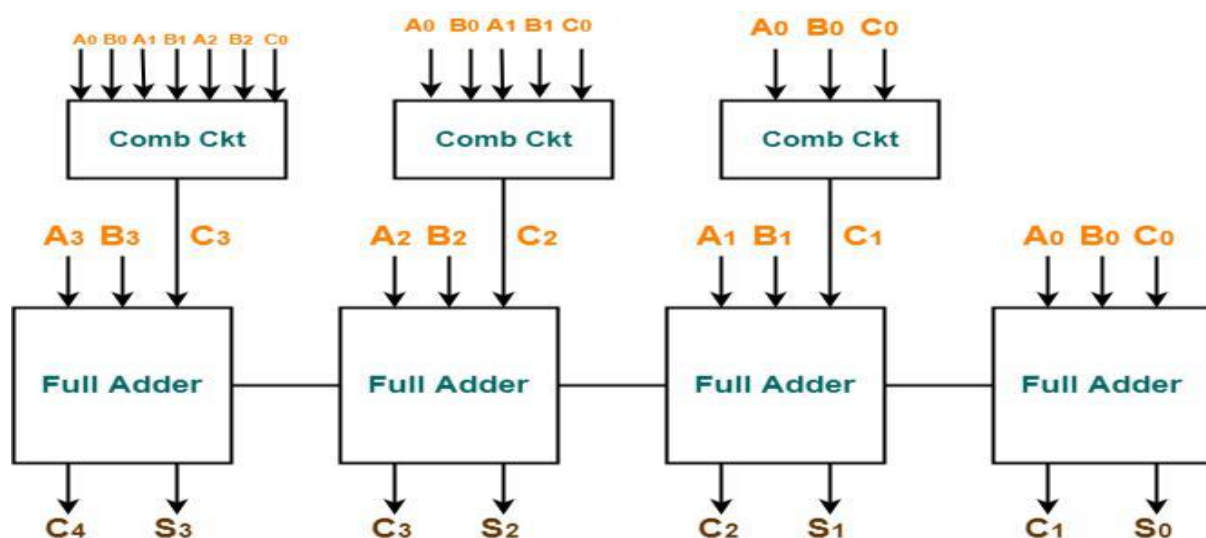 A0 B0 A1 B1 A2 B2 C0
A0 B0 A1 B1 C0
A0 B0 C0
Comb Ckt
Comb Ckt
Comb Ckt
A3 B3 C3
A2 B2 C2
A1 B1 C1
A0 B0 C0
Full Adder
Full Adder
Full Adder
Full Adder
C4 S3
C3 S2
C2 S1
C1 S0